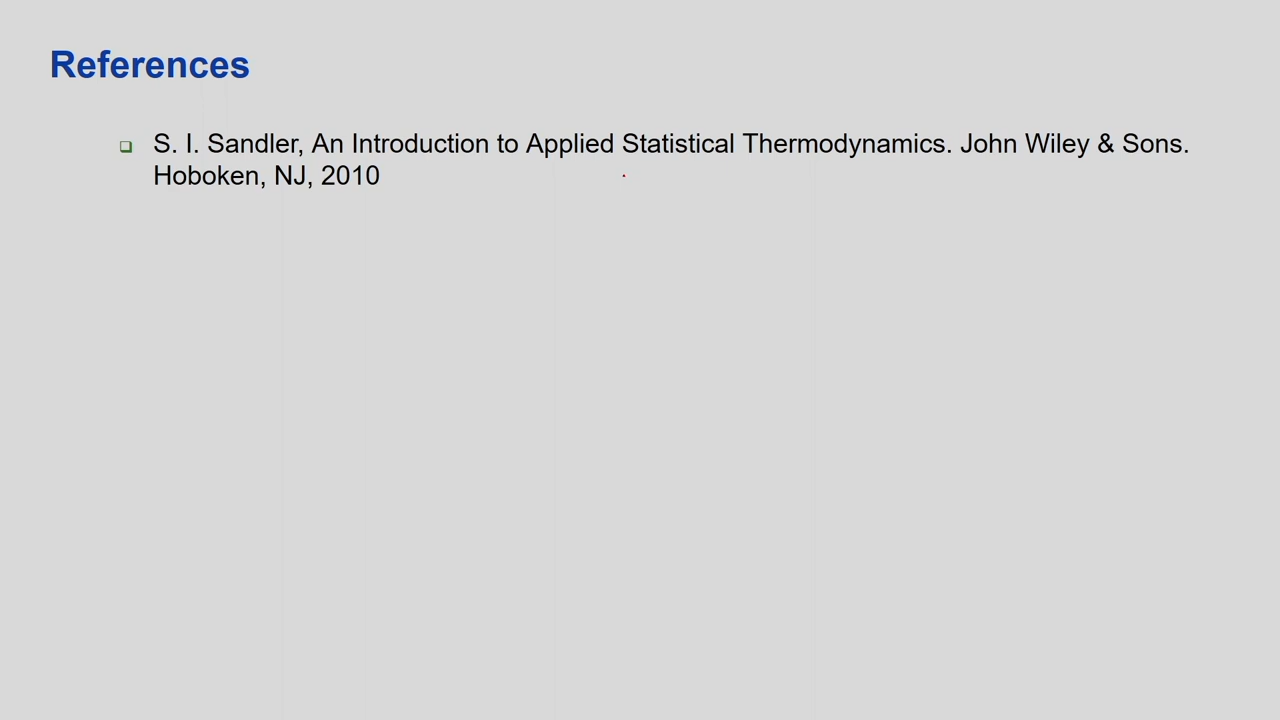 References
S. I. Sandler, An Introduction to Applied Statistical Thermodynamics. John Wiley & Sons.
Hoboken, NJ, 2010